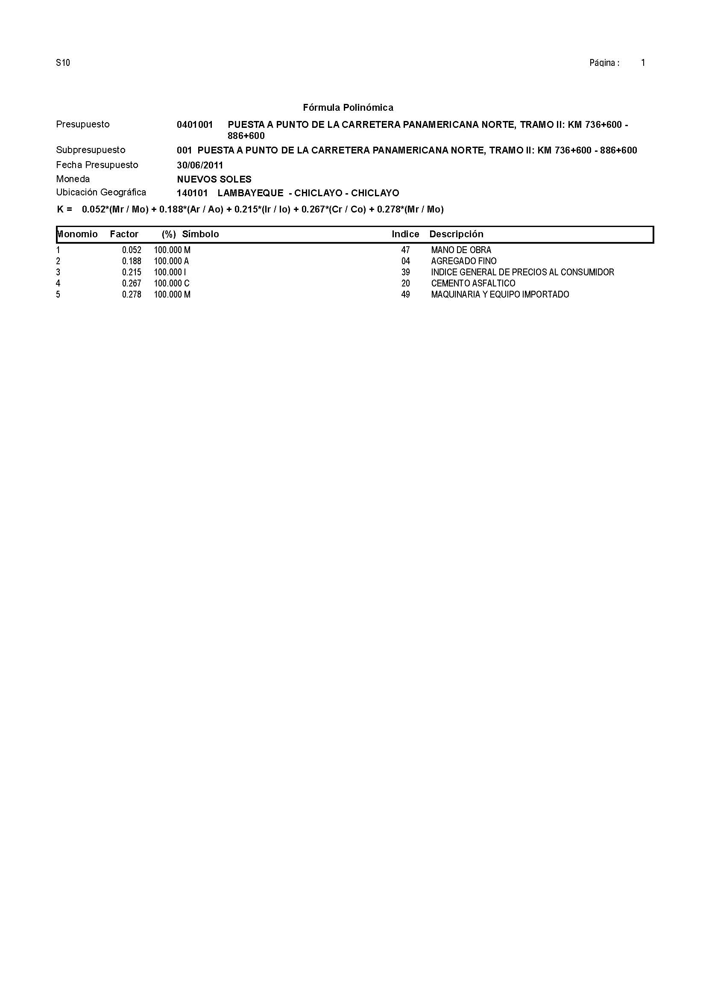 S10 Página : 1
Fórmula Polinómica
Presupuesto 0401001 PUESTA A PUNTO DE LA CARRETERA PANAMERICANA NORTE, TRAMO II: KM 736+600 -
886+600
Subpresupuesto 001 PUESTA A PUNTO DE LA CARRETERA PANAMERICANA NORTE, TRAMO II: KM 736+600 - 886+600
Fecha Presupuesto 30/06/2011
Moneda NUEVOS SOLES
Ubicación Geográfica 140101 LAMBAYEQUE - CHICLAYO - CHICLAYO
K = 0.052*(Mr / Mo) + 0.188*(Ar / Ao) + 0.215*(Ir / Io) + 0.267*(Cr / Co) + 0.278*(Mr / Mo)
Monomio Factor (%) Símbolo Indice Descripción
1 0.052 100.000 M 47 MANO DE OBRA
2 0.188 100.000 A 04 AGREGADO FINO
3 0.215 100.000 I 39 INDICE GENERAL DE PRECIOS AL CONSUMIDOR
4 0.267 100.000 C 20 CEMENTO ASFALTICO
5 0.278 100.000 M 49 MAQUINARIA Y EQUIPO IMPORTADO